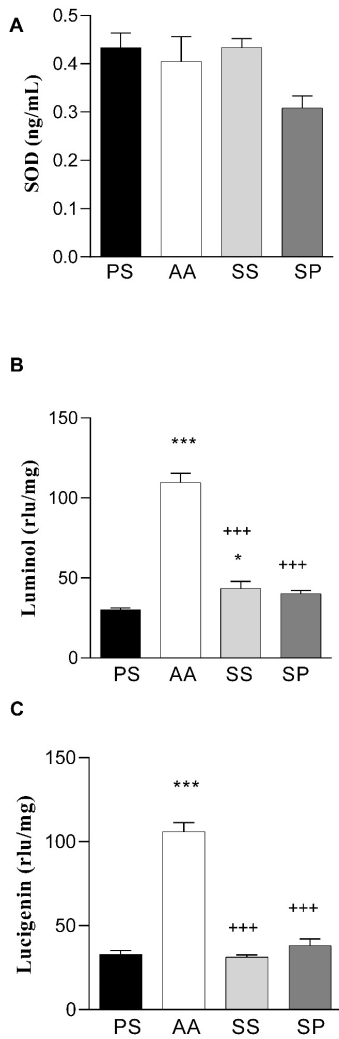 A
SOD (ng/mL)
0.5
0.4
0.3
0.2
0.1
0.0
PS AA SS SP
B
Luminol (rlu/mg)
150
100
50
0
***
+++
*
+++
PS AA SS SP
C
Lucigenin (rlu/mg)
150
100
50
0
***
+++
+++
PS AA SS SP